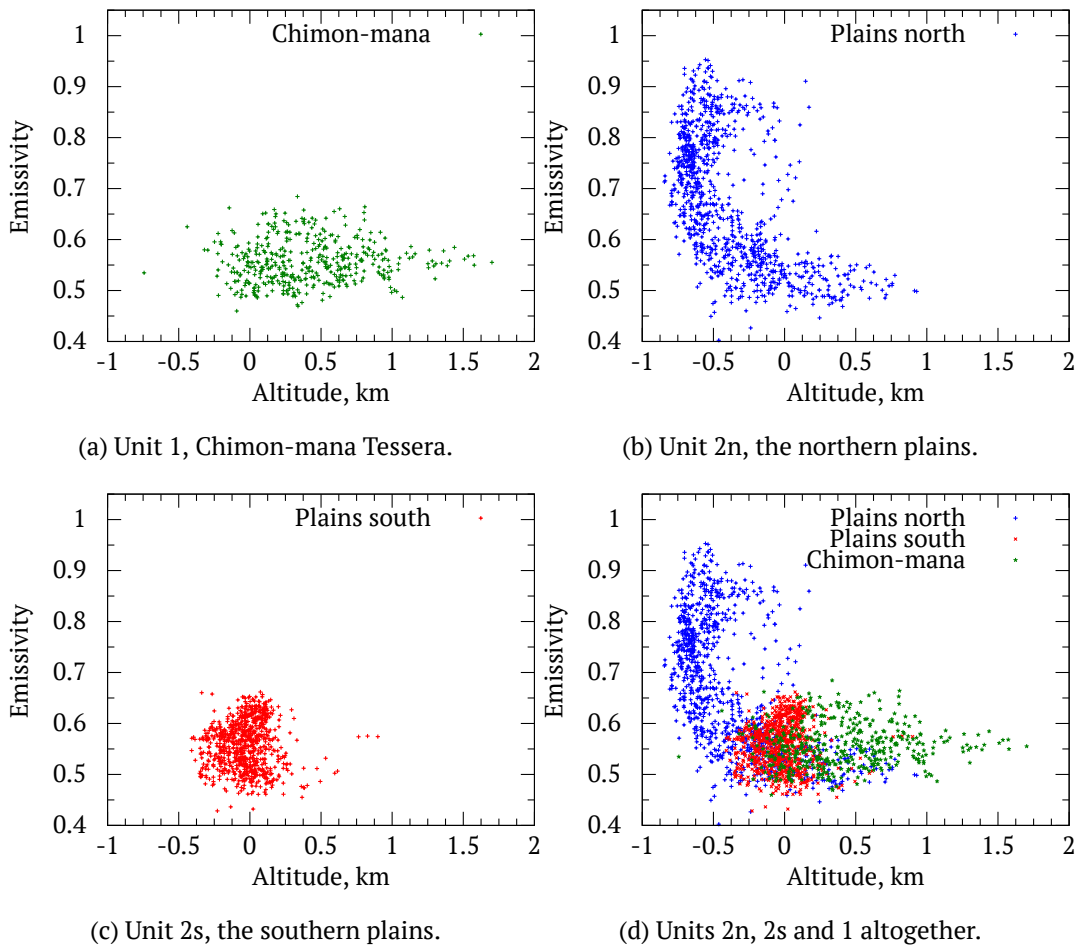 Chimon-mana
1
0.9
0.8
0.7
0.6
0.5
0.4
Emissivity
-1 -0.5 0 0.5 1 1.5 2
Altitude, km
(a) Unit 1, Chimon-mana Tessera.
Plains north
1
0.9
0.8
0.7
0.6
0.5
0.4
Emissivity
-1 -0.5 0 0.5 1 1.5 2
Altitude, km
(b) Unit 2n, the northern plains.
Plains south
1
0.9
0.8
0.7
0.6
0.5
0.4
Emissivity
-1 -0.5 0 0.5 1 1.5 2
Altitude, km
(c) Unit 2s, the southern plains.
Plains north
Plains south
Chimon-mana
1
0.9
0.8
0.7
0.6
0.5
0.4
Emissivity
-1 -0.5 0 0.5 1 1.5 2
Altitude, km
(d) Units 2n, 2s and 1 altogether.